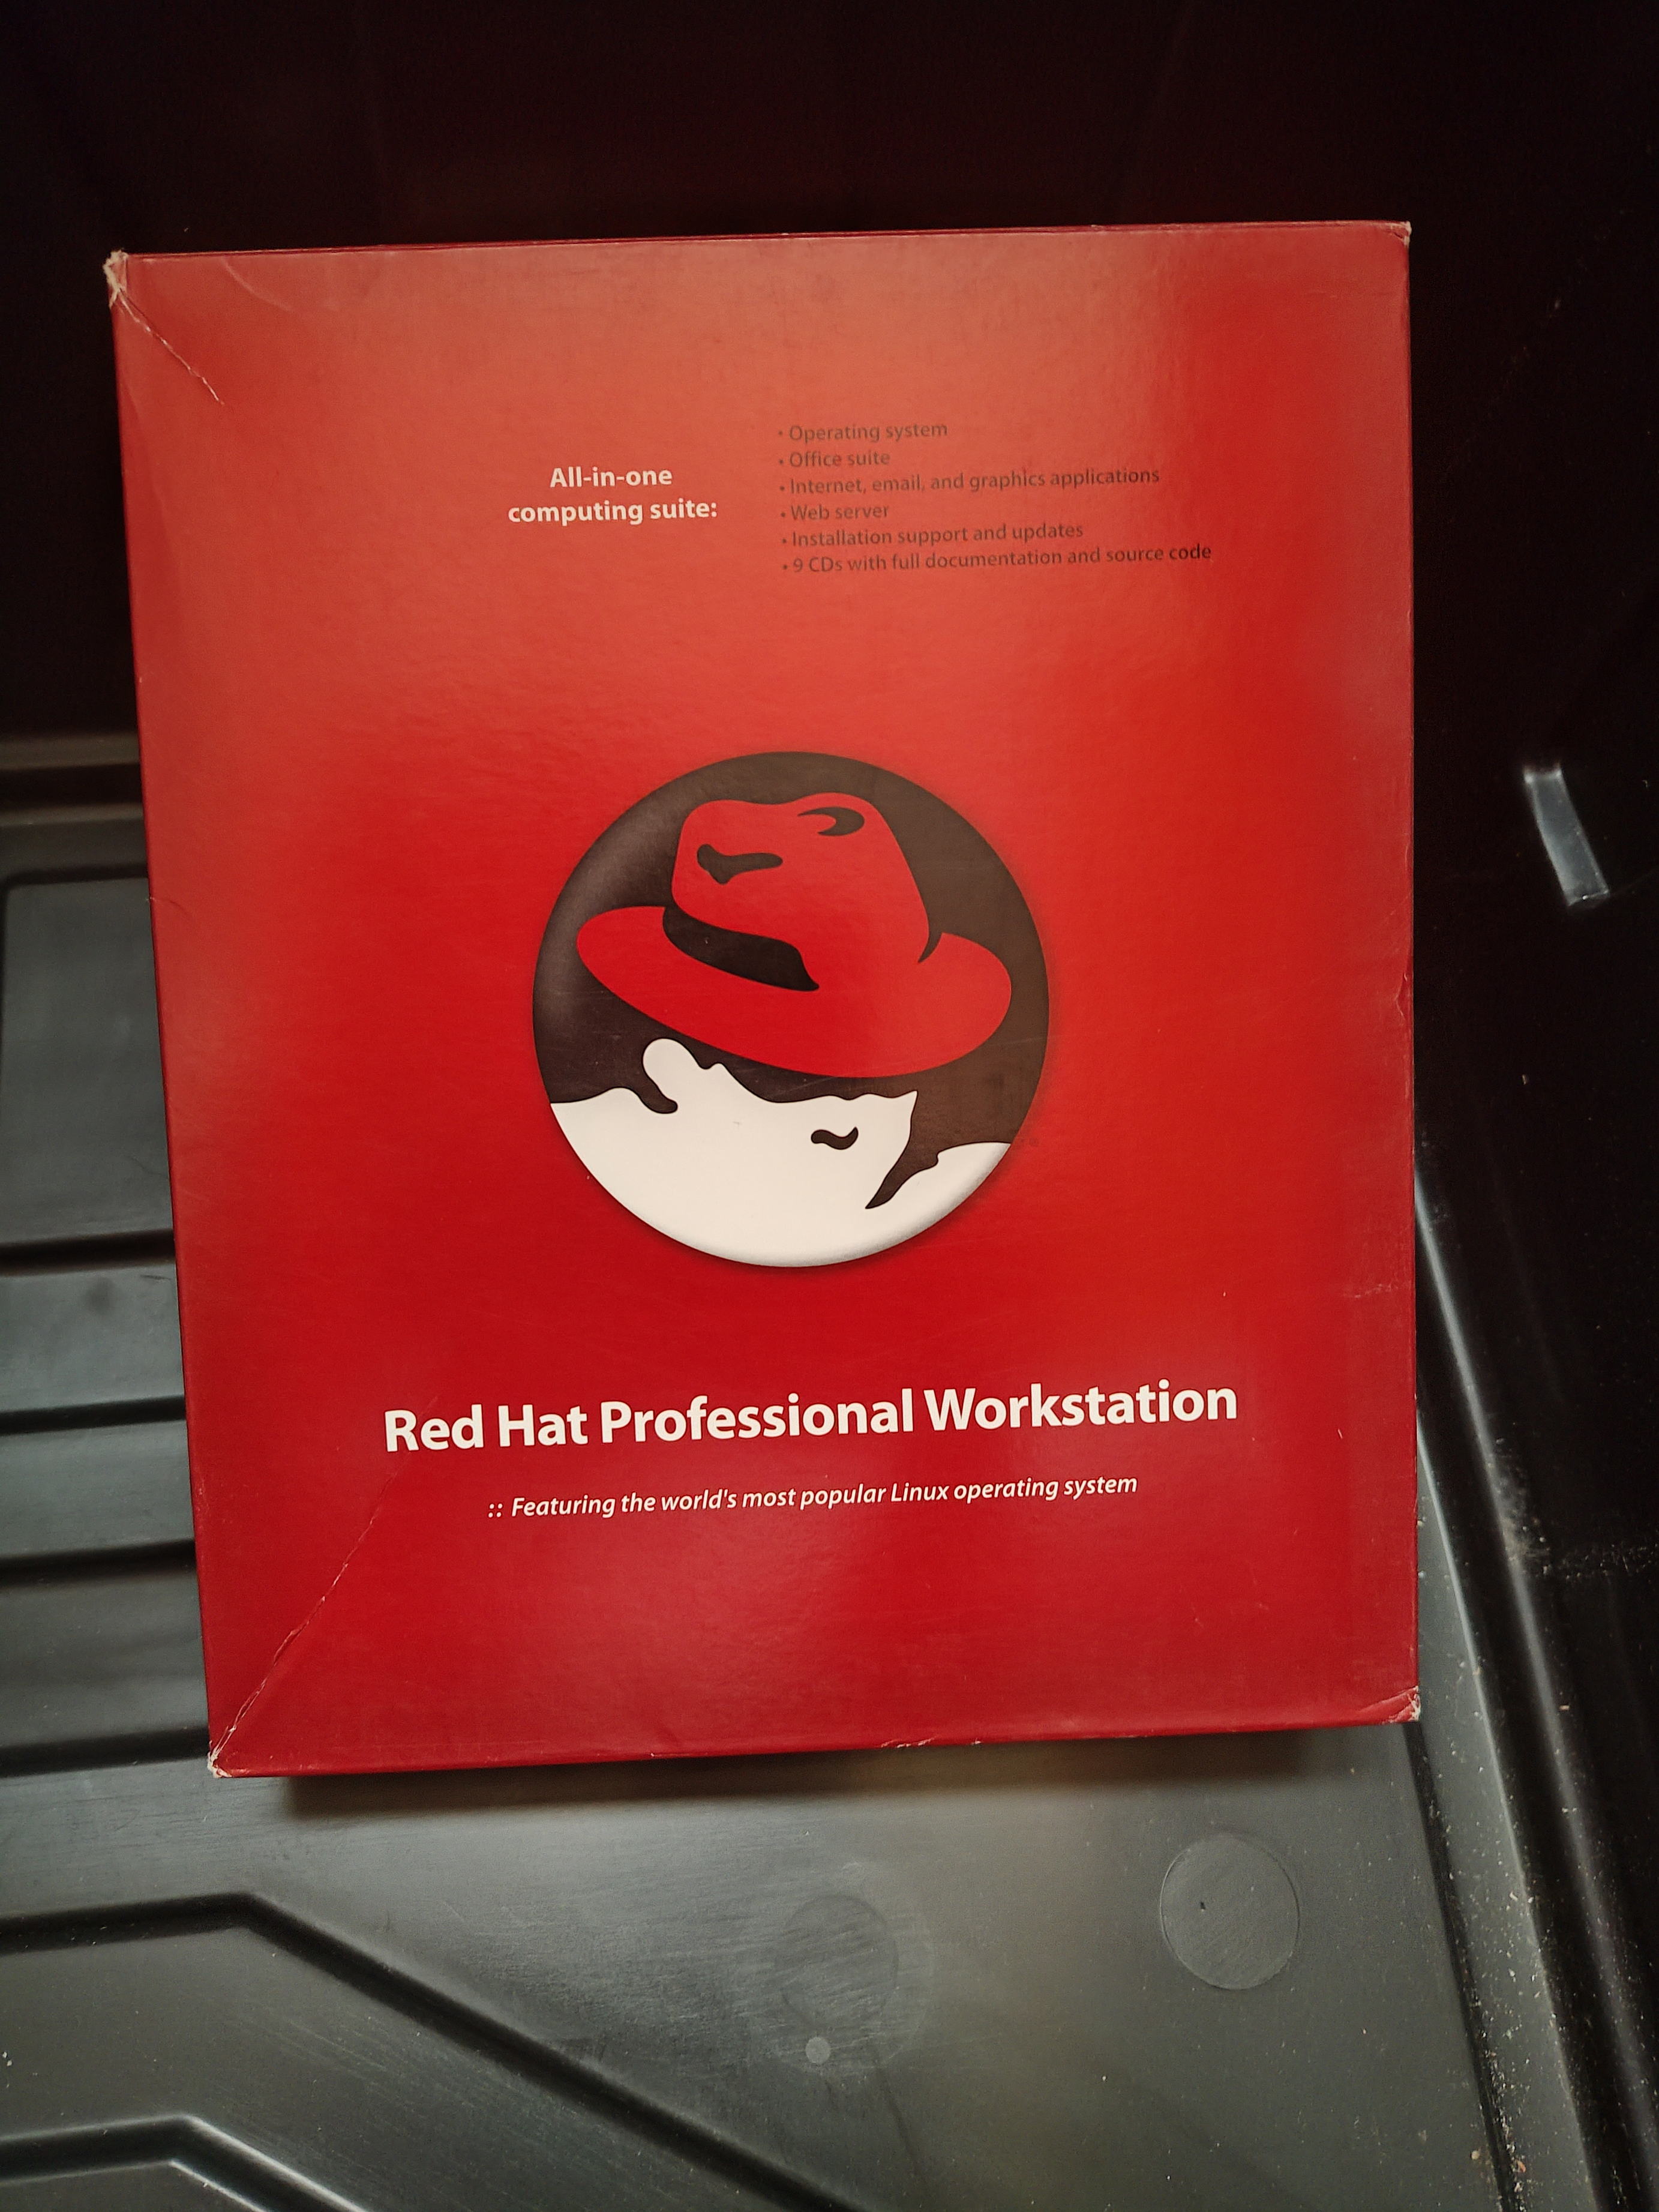 All-in-one
computing suite:
• Operating system
• Office suite
• Internet, email, and graphics applications
• Web server
• Installation support and updates
• 9 CDs with full documentation and source code
Red Hat Professional Workstation
:: Featuring the world's most popular Linux operating system